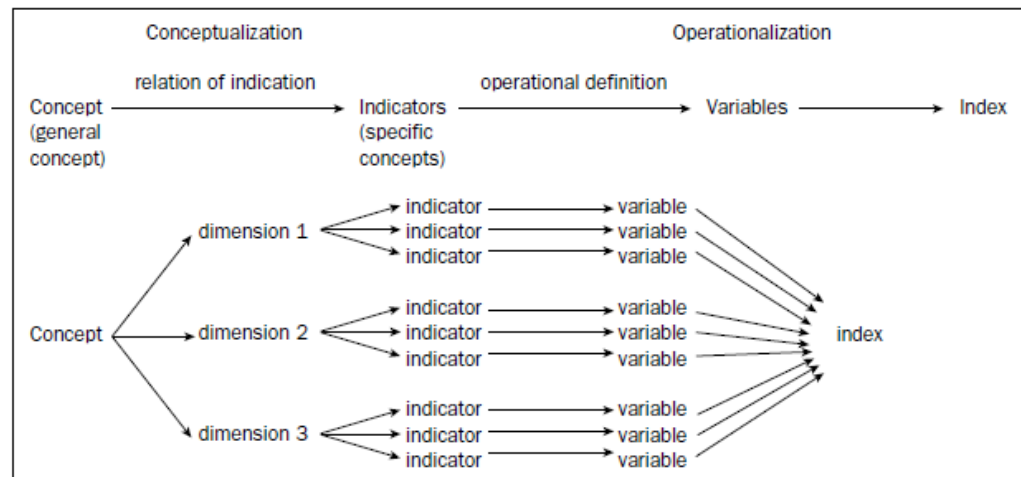 Conceptualization Operationalization
relation of indication operational definition
Concept Indicators Variables Index
(general (specific
concept) concepts)
indicator variable
dimension 1 indicator variable
indicator variable
indicator variable
Concept dimension 2 indicator variable index
indicator variable
indicator variable
dimension 3 indicator variable
indicator variable